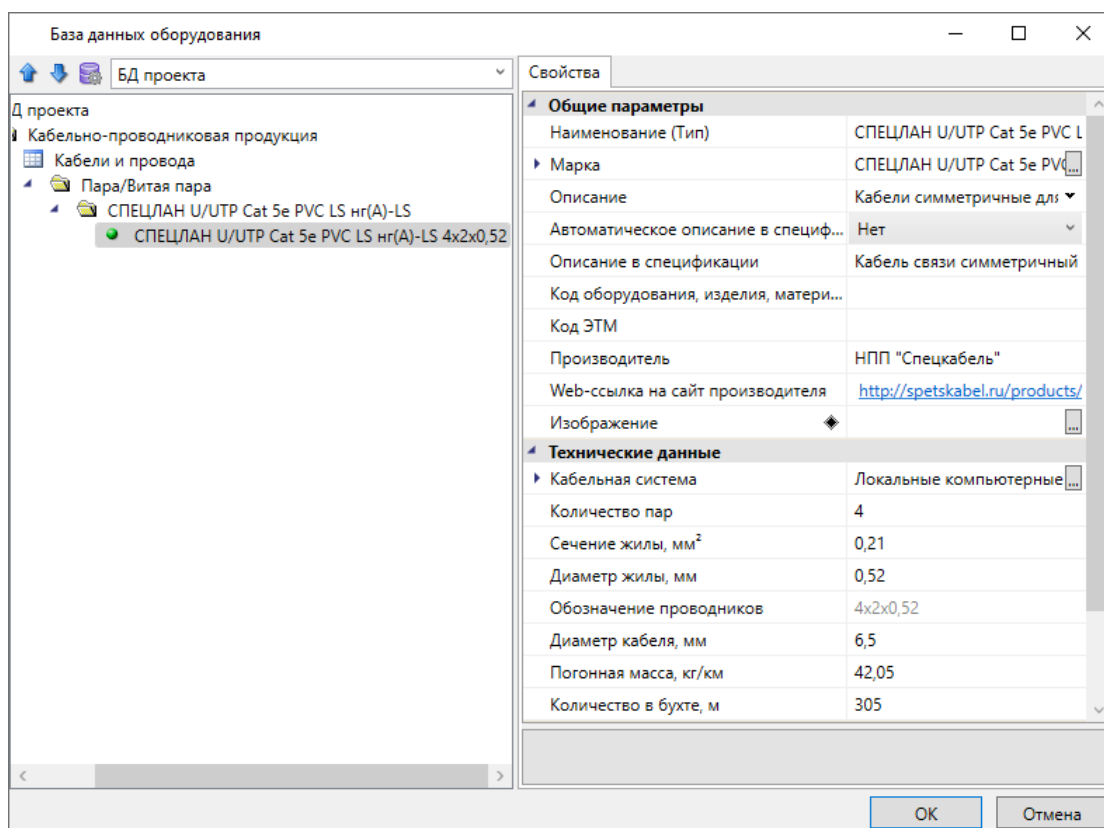 База данных оборудования
БД проекта
Д проекта
Кабельно-проводниковая продукция
Кабели и провода
Пара/Витая пара
СПЕЦЛАН U/UTP Cat 5e PVC LS нг(A)-LS
СПЕЦЛАН U/UTP Cat 5e PVC LS нг(A)-LS 4x2x0,52
Свойства
Общие параметры
Наименование (Тип) СПЕЦЛАН U/UTP Cat 5e PVC L
Марка СПЕЦЛАН U/UTP Cat 5e PVC...
Описание Кабели симметричные для
Автоматическое описание в специф... Нет
Описание в спецификации Кабель связи симметричный
Код оборудования, изделия, матери...
Код ЭТМ
Производитель НПП "Спецкабель"
Web-ссылка на сайт производителя http://spetskabel.ru/products/
Изображение ...
Технические данные
Кабельная система Локальные компьютерные ...
Количество пар 4
Сечение жилы, мм² 0,21
Диаметр жилы, мм 0,52
Обозначение проводников 4x2x0,52
Диаметр кабеля, мм 6,5
Погонная масса, кг/км 42,05
Количество в бухте, м 305
ОК Отмена